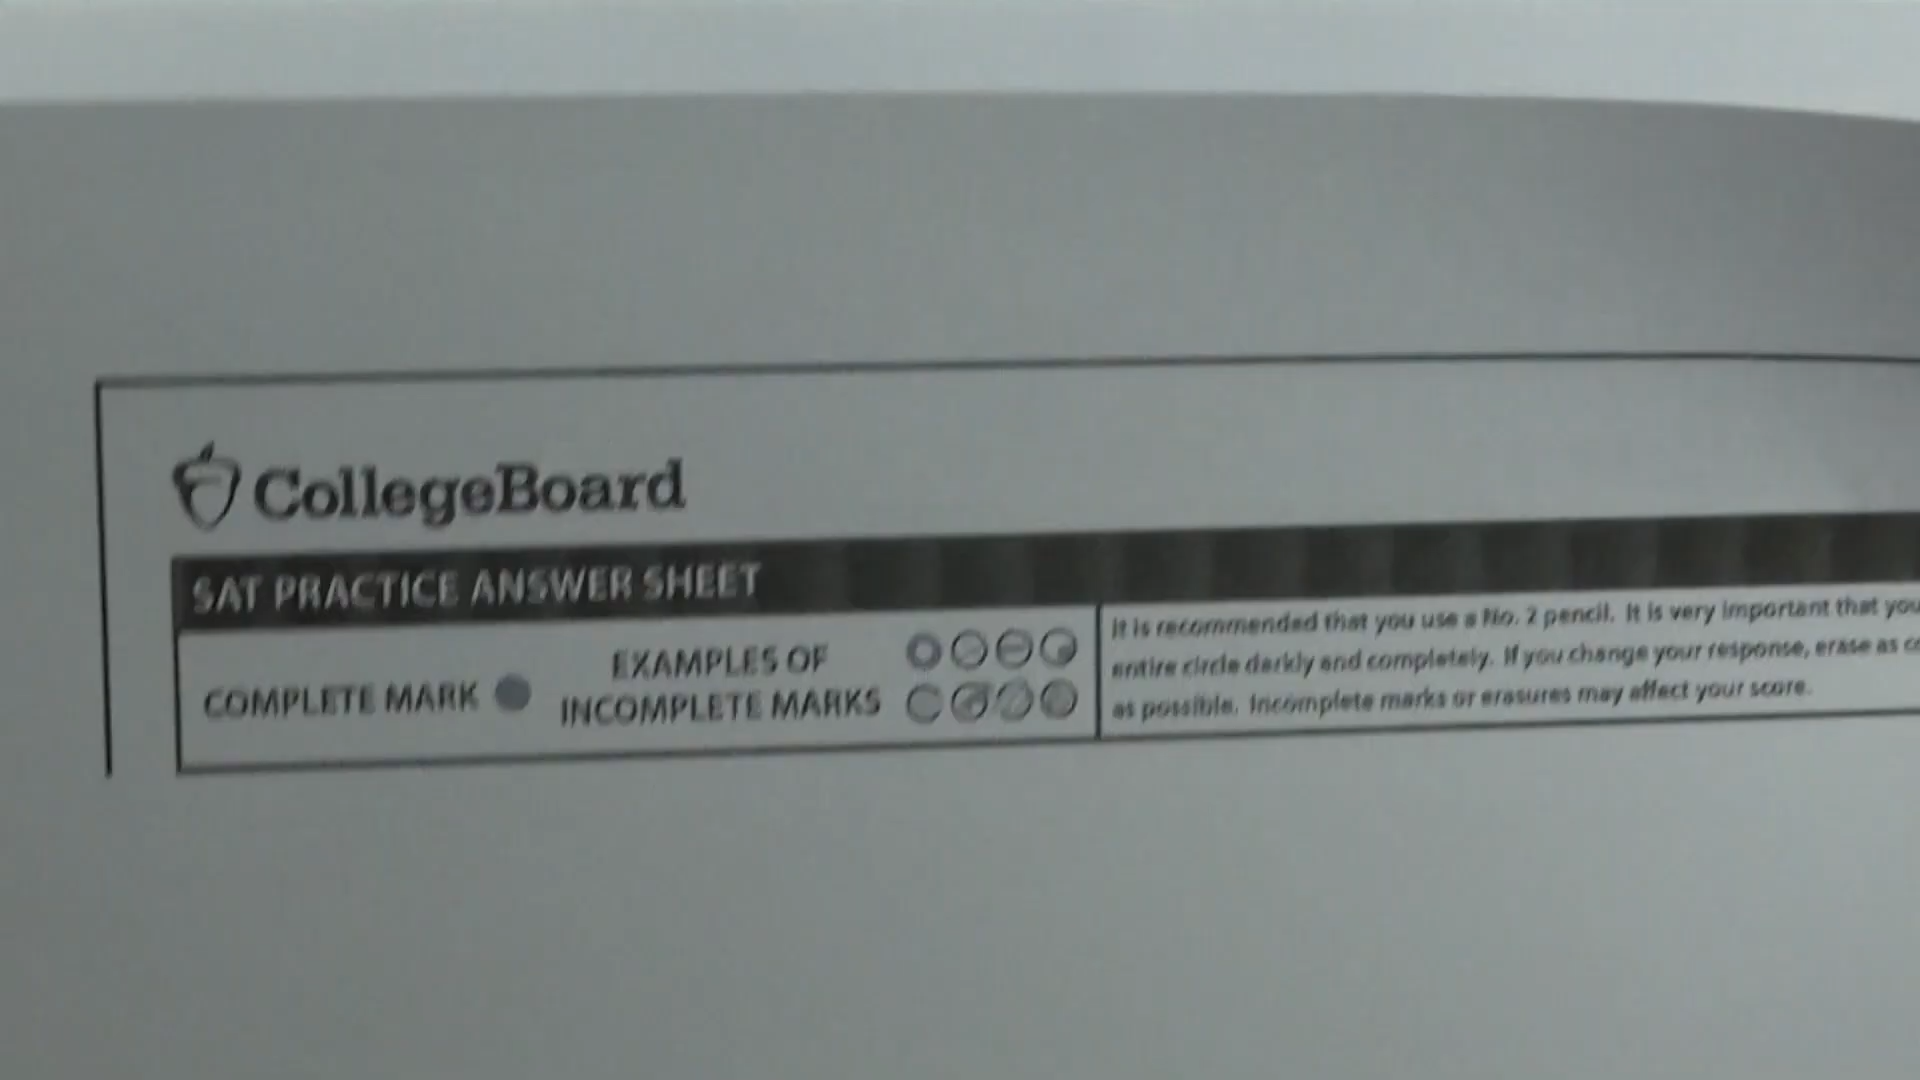 CollegeBoard
SAT PRACTICE ANSWER SHEET
COMPLETE MARK
EXAMPLES OF
INCOMPLETE MARKS
It is recommended that you use a No. 2 pencil. It is very important that you
entire circle darkly and completely. If you change your response, erase as
as possible. Incomplete marks or erasures may affect your score.